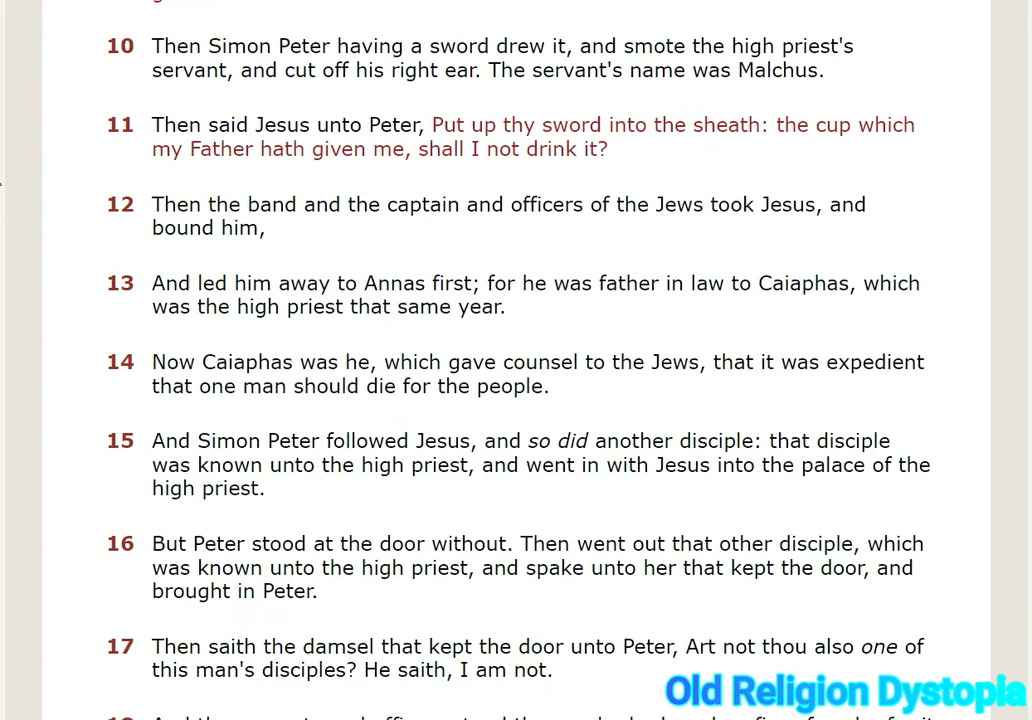 10 Then Simon Peter having a sword drew it, and smote the high priest's
servant, and cut off his right ear. The servant's name was Malchus.
11 Then said Jesus unto Peter, Put up thy sword into the sheath: the cup which
my Father hath given me, shall I not drink it?
12 Then the band and the captain and officers of the Jews took Jesus, and
bound him,
13 And led him away to Annas first; for he was father in law to Caiaphas, which
was the high priest that same year.
14 Now Caiaphas was he, which gave counsel to the Jews, that it was expedient
that one man should die for the people.
15 And Simon Peter followed Jesus, and so did another disciple: that disciple
was known unto the high priest, and went in with Jesus into the palace of the
high priest.
16 But Peter stood at the door without. Then went out that other disciple, which
was known unto the high priest, and spake unto her that kept the door, and
brought in Peter.
17 Then saith the damsel that kept the door unto Peter, Art not thou also one of
this man's disciples? He saith, I am not.
Old Religion Dystopia